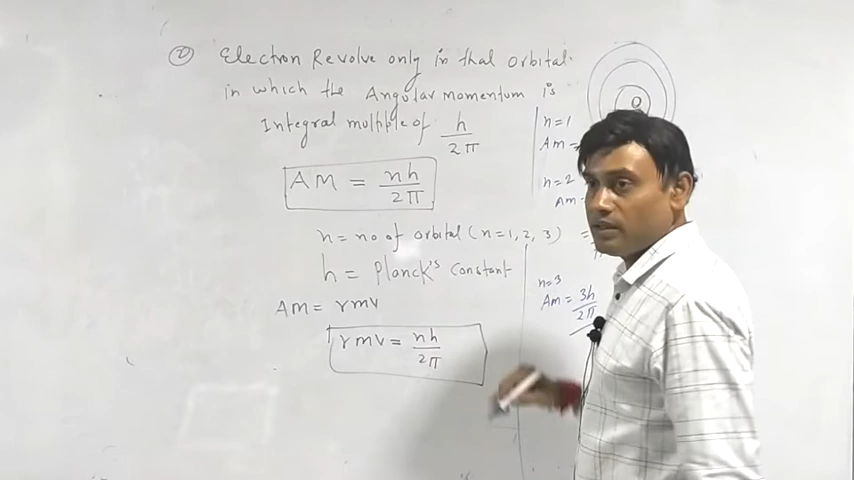 ② Electron Revolve only in that orbital
in which the Angular momentum is
Integral multiple of h/2π
AM = nh/2π
n = no of orbital (n=1, 2, 3)
h = Planck's Constant
AM = rmv
rmv = nh/2π
n=1
AM =
n=2
AM =
n=3
AM = 3h/2π